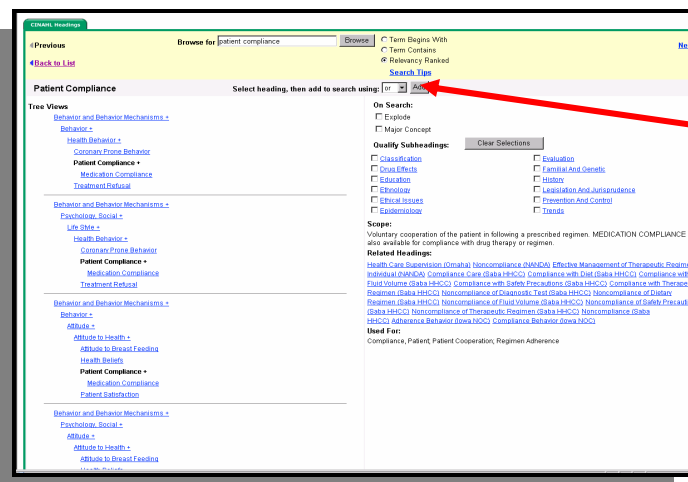 CINAHL Headings
Previous
Browse for patient compliance Browse
Term Begins With
Term Contains
Relevancy Ranked
Search Tips
Back to List
Patient Compliance
Select heading, then add to search using: or
Tree Views
Behavior and Behavior Mechanisms +
Behavior +
Health Behavior +
Coronary Prone Behavior
Patient Compliance +
Medication Compliance
Treatment Refusal
Behavior and Behavior Mechanisms +
Psychology, Social +
Life Style +
Health Behavior +
Coronary Prone Behavior
Patient Compliance +
Medication Compliance
Treatment Refusal
Behavior and Behavior Mechanisms +
Behavior +
Attitude +
Attitude to Health +
Attitude to Breast Feeding
Health Beliefs
Patient Compliance +
Medication Compliance
Patient Satisfaction
Behavior and Behavior Mechanisms +
Psychology, Social +
Attitude +
Attitude to Health +
Attitude to Breast Feeding
On Search:
Explode
Major Concept
Qualify Subheadings: Clear Selections
Classification Evaluation
Drug Effects Familial And Genetic
Education History
Ethnology Legislation And Jurisprudence
Ethical Issues Prevention And Control
Epidemiology Trends
Scope:
Voluntary cooperation of the patient in following a prescribed regimen. MEDICATION COMPLIANCE
also available for compliance with drug therapy or regimen.
Related Headings:
Health Care Supervision (Omaha) Noncompliance (NANDA) Effective Management of Therapeutic
Individual (NANDA) Compliance Care (Saba HHCC) Compliance with Diet (Saba HHCC) Compliance
Fluid Volume (Saba HHCC) Compliance with Safety Precautions (Saba HHCC) Compliance with
Regimen (Saba HHCC) Noncompliance of Diagnostic Test (Saba HHCC) Noncompliance of Dietary
Regimen (Saba HHCC) Noncompliance of Fluid Volume (Saba HHCC) Noncompliance of Safety
(Saba HHCC) Noncompliance of Therapeutic Regimen (Saba HHCC) Noncompliance (Saba
HHCC) Adherence Behavior (Iowa NOC) Compliance Behavior (Iowa NOC)
Used For:
Compliance, Patient; Patient Cooperation; Regimen Adherence